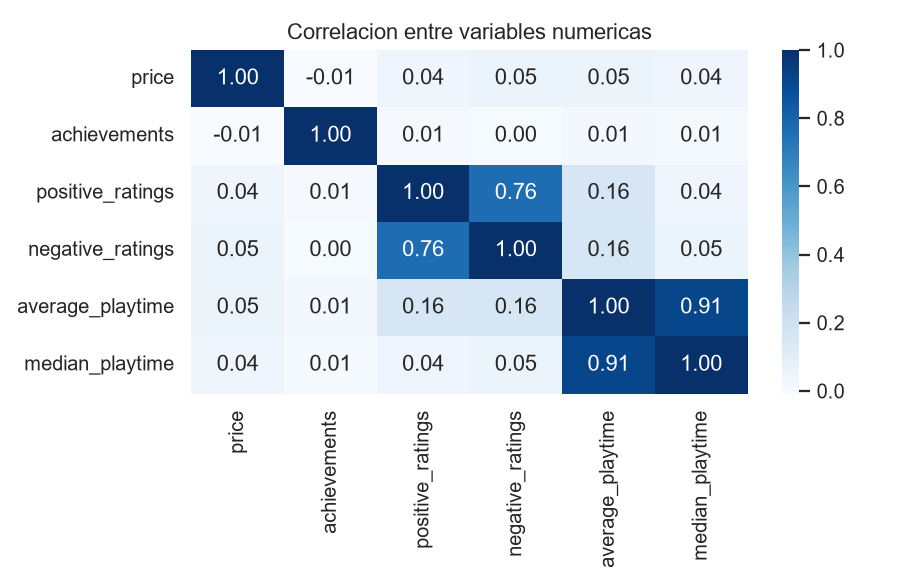 Correlacion entre variables numericas
price 1.00 -0.01 0.04 0.05 0.05 0.04
achievements -0.01 1.00 0.01 0.00 0.01 0.01
positive_ratings 0.04 0.01 1.00 0.76 0.16 0.04
negative_ratings 0.05 0.00 0.76 1.00 0.16 0.05
average_playtime 0.05 0.01 0.16 0.16 1.00 0.91
median_playtime 0.04 0.01 0.04 0.05 0.91 1.00
price
achievements
positive_ratings
negative_ratings
average_playtime
median_playtime
1.0
0.8
0.6
0.4
0.2
0.0